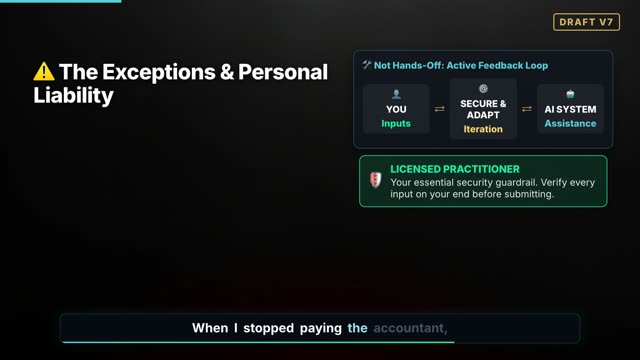 DRAFT V7
⚠️ The Exceptions & Personal
Liability
🛠️ Not Hands-Off: Active Feedback Loop
YOU
Inputs
SECURE &
ADAPT
Iteration
AI SYSTEM
Assistance
LICENSED PRACTITIONER
Your essential security guardrail. Verify every
input on your end before submitting.
When I stopped paying the accountant,